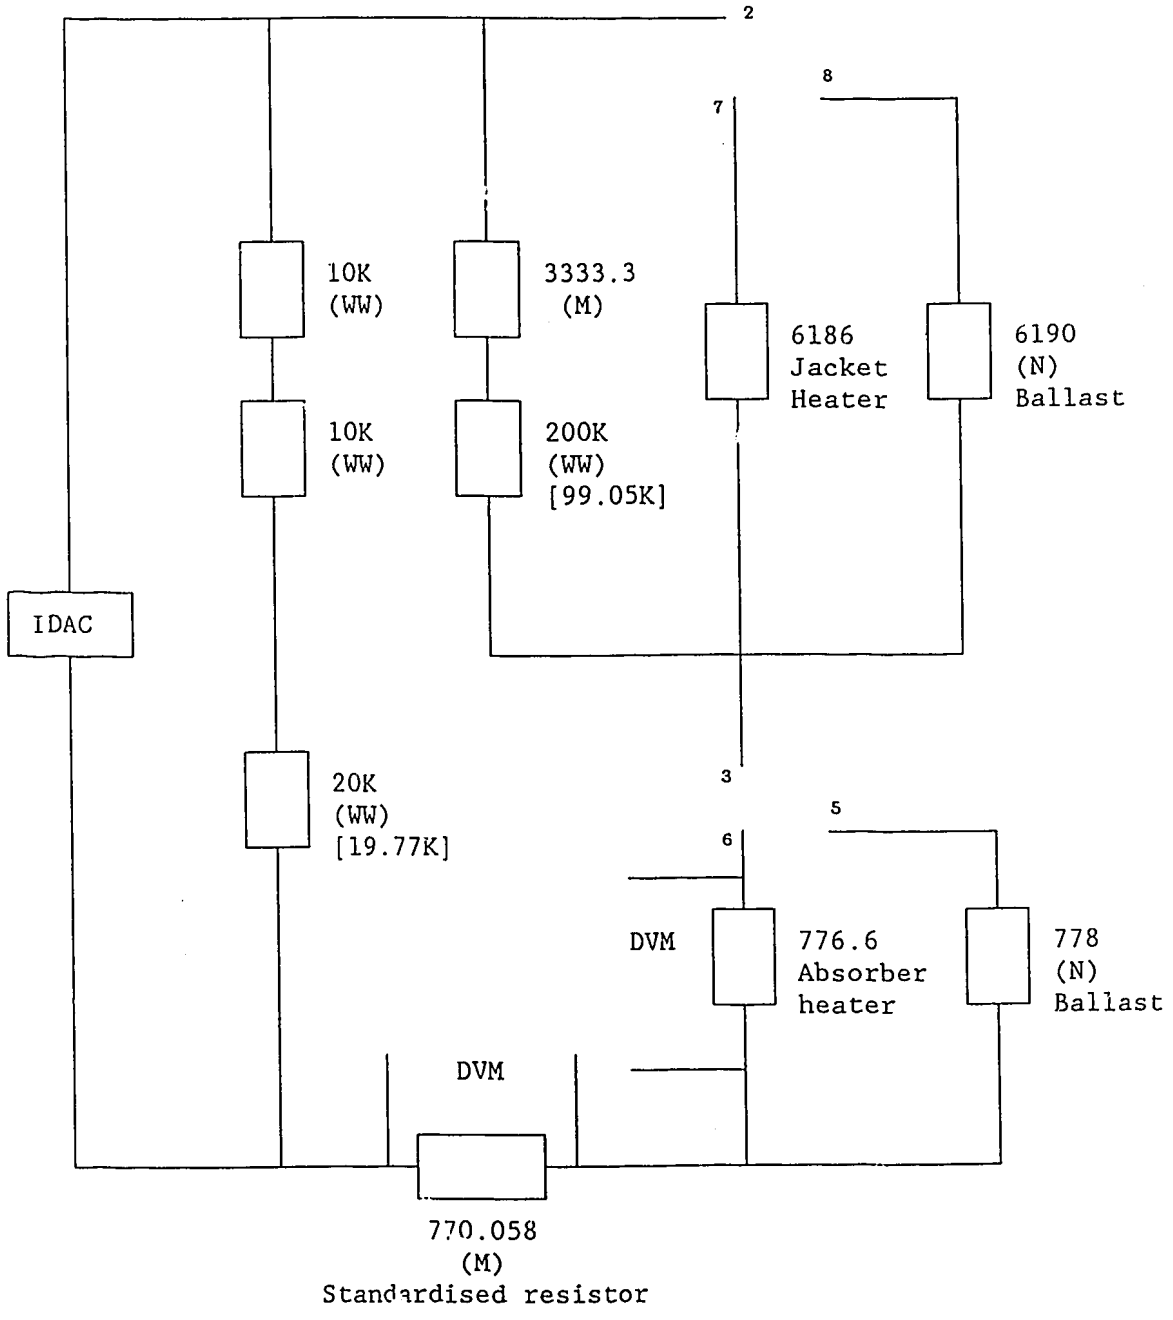 2
8
7
10K
(WW)
3333.3
(M)
6186
Jacket
Heater
6190
(N)
Ballast
10K
(WW)
200K
(WW)
[99.05K]
IDAC
20K
(WW)
[19.77K]
3
5
6
DVM
776.6
Absorber
heater
778
(N)
Ballast
DVM
770.058
(M)
Standardised resistor